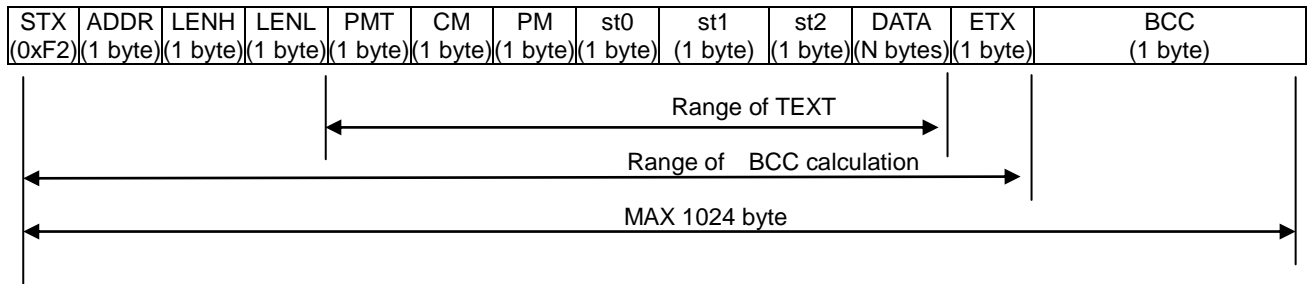 STX ADDR LENH LENL PMT CM PM st0 st1 st2 DATA ETX BCC
(0xF2) (1 byte) (1 byte) (1 byte) (1 byte) (1 byte) (1 byte) (1 byte) (1 byte) (1 byte) (N bytes) (1 byte) (1 byte)
Range of TEXT
Range of BCC calculation
MAX 1024 byte